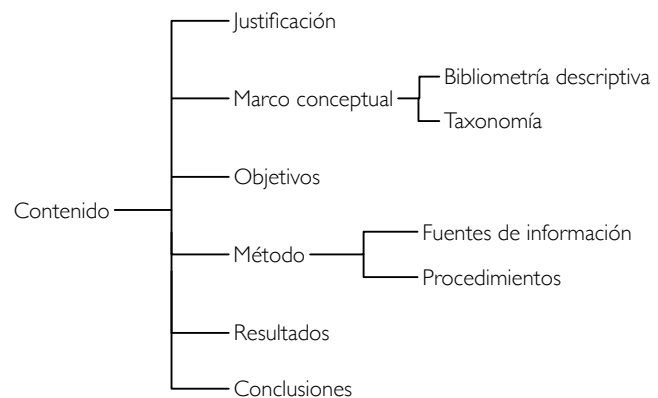 Justificación
Bibliometría descriptiva
Marco conceptual
Taxonomía
Objetivos
Contenido
Fuentes de información
Método
Procedimientos
Resultados
Conclusiones